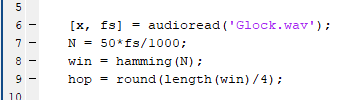 5
6 - [x, fs] = audioread('Glock.wav');
7 - N = 50*fs/1000;
8 - win = hamming(N);
9 - hop = round(length(win)/4);
10